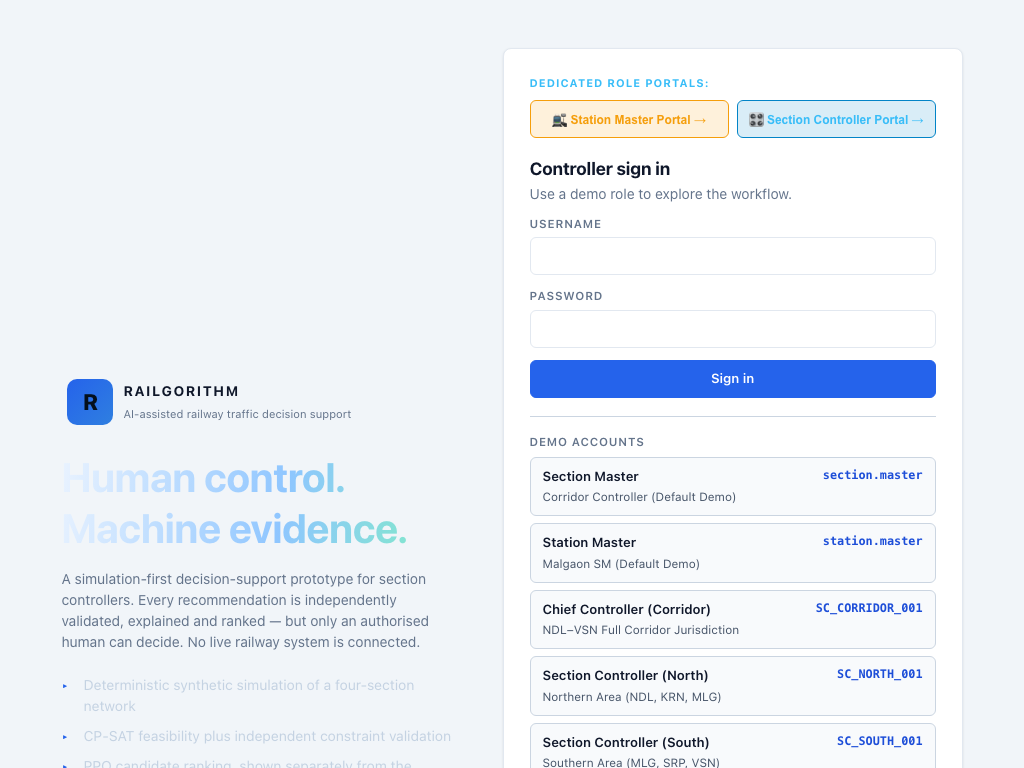 R
RAILGORITHM
AI-assisted railway traffic decision support
Human control.
Machine evidence.
A simulation-first decision-support prototype for section
controllers. Every recommendation is independently
validated, explained and ranked — but only an authorised
human can decide. No live railway system is connected.
▸ Deterministic synthetic simulation of a four-section
network
▸ CP-SAT feasibility plus independent constraint validation
▸ PPO candidate ranking, shown separately from the
DEDICATED ROLE PORTALS:
Station Master Portal →
Section Controller Portal →
Controller sign in
Use a demo role to explore the workflow.
USERNAME
PASSWORD
Sign in
DEMO ACCOUNTS
Section Master section.master
Corridor Controller (Default Demo)
Station Master station.master
Malgaon SM (Default Demo)
Chief Controller (Corridor) SC_CORRIDOR_001
NDL–VSN Full Corridor Jurisdiction
Section Controller (North) SC_NORTH_001
Northern Area (NDL, KRN, MLG)
Section Controller (South) SC_SOUTH_001
Southern Area (MLG, SRP, VSN)